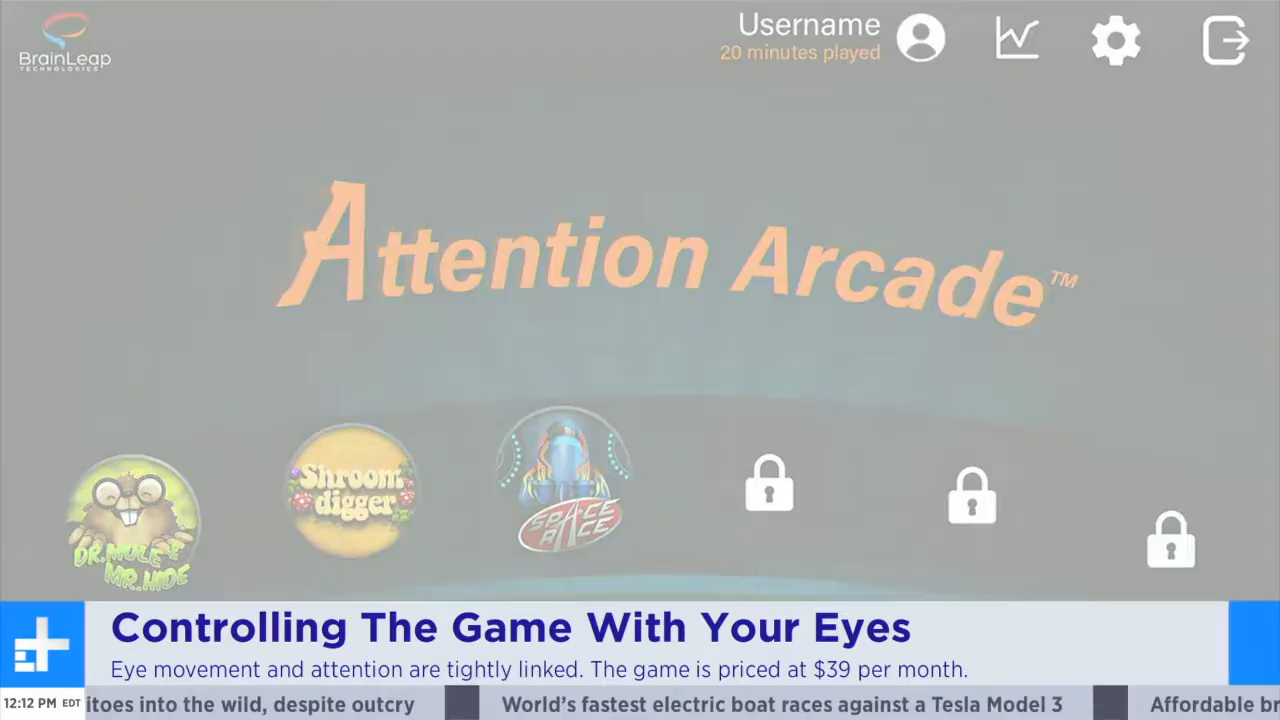 BrainLeap
TECHNOLOGIES
Username
20 minutes played
Attention Arcade™
DR. MOLE &
MR. HIDE
Shroom
digger
SPACE
RACE
Controlling The Game With Your Eyes
Eye movement and attention are tightly linked. The game is priced at $39 per month.
12:12 PM EDT
itoes into the wild, despite outcry
World's fastest electric boat races against a Tesla Model 3
Affordable br